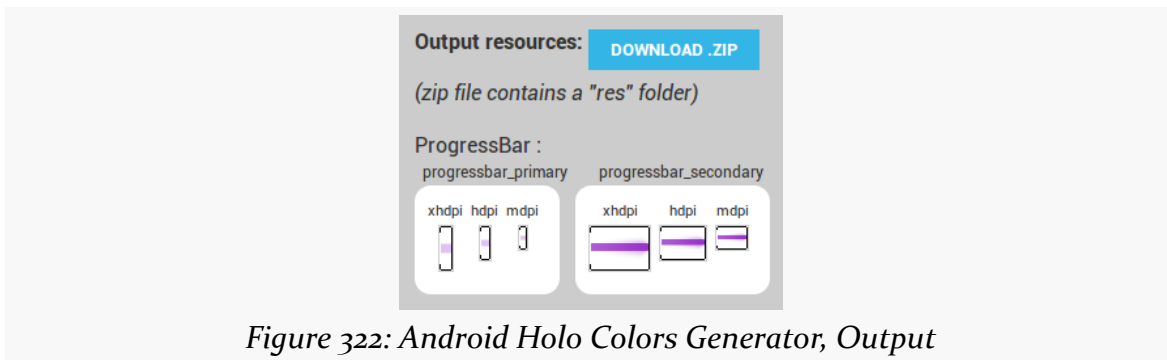 Output resources: DOWNLOAD .ZIP
(zip file contains a "res" folder)
ProgressBar :
progressbar_primary progressbar_secondary
xhdpi hdpi mdpi xhdpi hdpi mdpi
Figure 322: Android Holo Colors Generator, Output